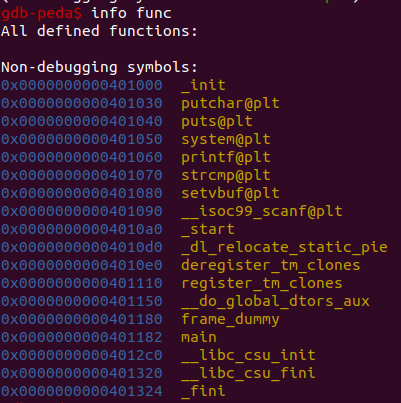 gdb-peda$ info func
All defined functions:
Non-debugging symbols:
0x0000000000401000  _init
0x0000000000401030  putchar@plt
0x0000000000401040  puts@plt
0x0000000000401050  system@plt
0x0000000000401060  printf@plt
0x0000000000401070  strcmp@plt
0x0000000000401080  setvbuf@plt
0x0000000000401090  __isoc99_scanf@plt
0x00000000004010a0  _start
0x00000000004010d0  _dl_relocate_static_pie
0x00000000004010e0  deregister_tm_clones
0x0000000000401110  register_tm_clones
0x0000000000401150  __do_global_dtors_aux
0x0000000000401180  frame_dummy
0x0000000000401182  main
0x00000000004012c0  __libc_csu_init
0x0000000000401320  __libc_csu_fini
0x0000000000401324  _fini